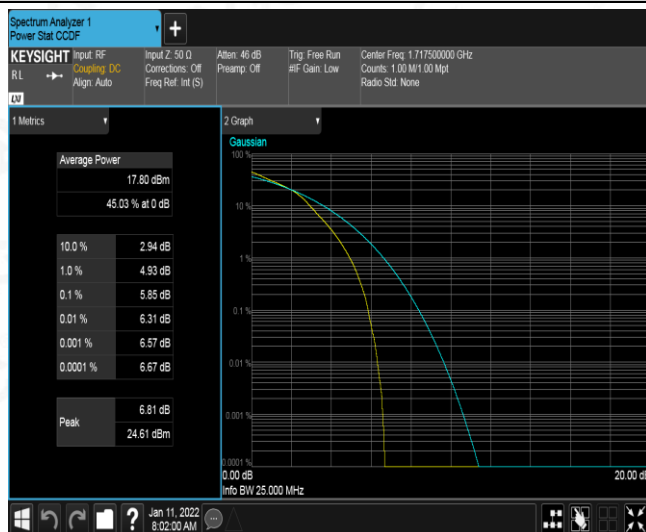 Spectrum Analyzer 1
Power Stat CCDF
+
KEYSIGHT
RL
LXI
Input: RF
Coupling: DC
Align: Auto
Input Z: 50 Ω
Corrections: Off
Freq Ref: Int (S)
Atten: 46 dB
Preamp: Off
Trig: Free Run
#IF Gain: Low
Center Freq: 1.717500000 GHz
Counts: 1.00 M/1.00 Mpt
Radio Std: None
1 Metrics
Average Power
17.80 dBm
45.03 % at 0 dB
10.0 % 2.94 dB
1.0 % 4.93 dB
0.1 % 5.85 dB
0.01 % 6.31 dB
0.001 % 6.57 dB
0.0001 % 6.67 dB
Peak
6.81 dB
24.61 dBm
2 Graph
Gaussian
100 %
10 %
1 %
0.1 %
0.01 %
0.001 %
0.0001 %
0.00 dB
20.00 dB
Info BW 25.000 MHz
?
Jan 11, 2022
8:02:00 AM